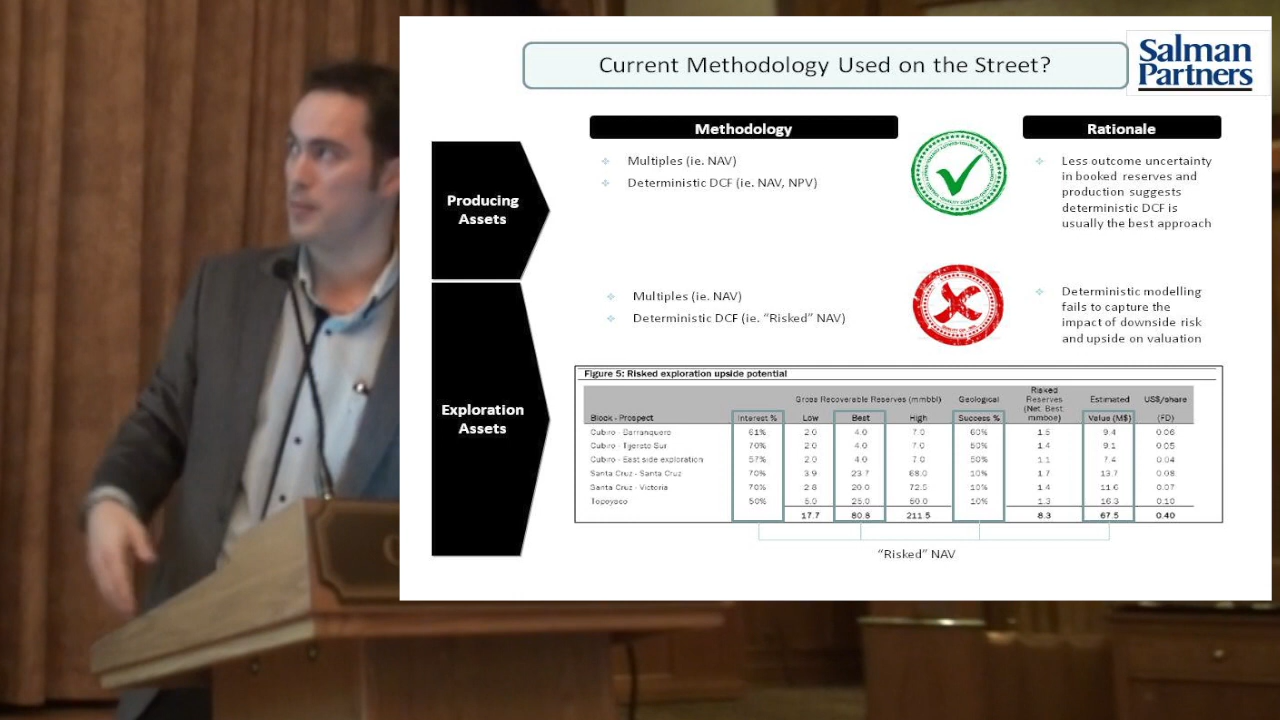 Current Methodology Used on the Street?
Salman
Partners
Methodology
Rationale
Producing
Assets
Multiples (ie. NAV)
Deterministic DCF (ie. NAV, NPV)
Less outcome uncertainty
in booked reserves and
production suggests
deterministic DCF is
usually the best approach
Exploration
Assets
Multiples (ie. NAV)
Deterministic DCF (ie. “Risked” NAV)
Deterministic modelling
fails to capture the
impact of downside risk
and upside on valuation
Figure 5: Risked exploration upside potential
Gross Recoverable Reserves (mmbbl) Geological Risked Reserves (Net, Best, mmboe) Estimated US$/share
Block - Prospect Interest % Low Best High Success % Value (M$) (FD)
Cubiro - Barranquero 61% 2.0 4.0 7.0 60% 1.5 9.4 0.06
Cubiro - Tijereto Sur 70% 2.0 4.0 7.0 50% 1.4 9.1 0.05
Cubiro - East side exploration 57% 2.0 4.0 7.0 50% 1.1 7.4 0.04
Santa Cruz - Santa Cruz 70% 3.9 23.7 68.0 10% 1.7 13.7 0.08
Santa Cruz - Victoria 70% 2.8 20.0 72.5 10% 1.4 11.6 0.07
Topoyaco 50% 5.0 25.0 50.0 10% 1.3 16.3 0.10
17.7 80.8 211.5 8.3 67.5 0.40
“Risked” NAV